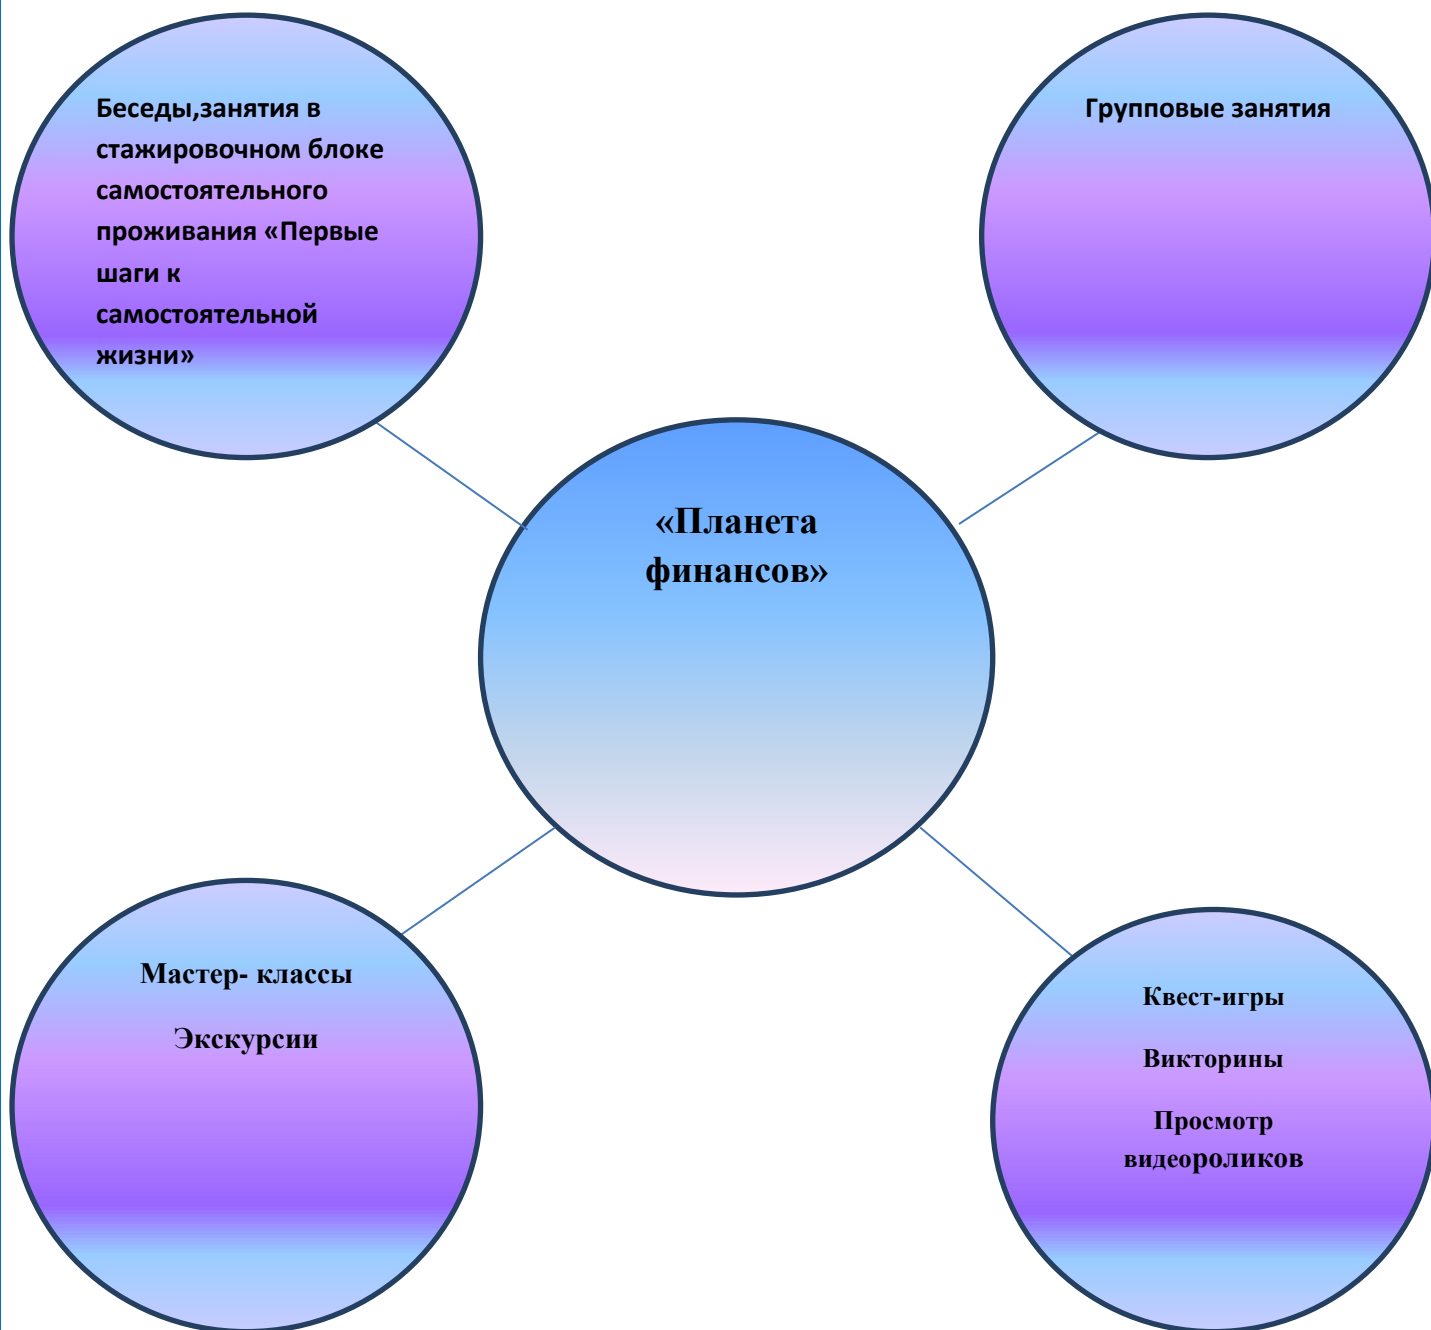 Беседы,занятия в
стажировочном блоке
самостоятельного
проживания «Первые
шаги к
самостоятельной
жизни»
Групповые занятия
«Планета
финансов»
Мастер- классы
Экскурсии
Квест-игры
Викторины
Просмотр
видеороликов